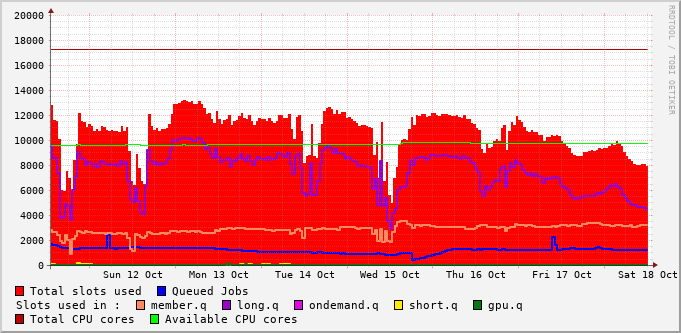 20000
18000
16000
14000
12000
10000
8000
6000
4000
2000
0
Sun 12 Oct Mon 13 Oct Tue 14 Oct Wed 15 Oct Thu 16 Oct Fri 17 Oct Sat 18 Oct
Total slots used Queued Jobs
Slots used in : member.q long.q ondemand.q short.q gpu.q
Total CPU cores Available CPU cores
RRDTOOL / TOBI OETIKER